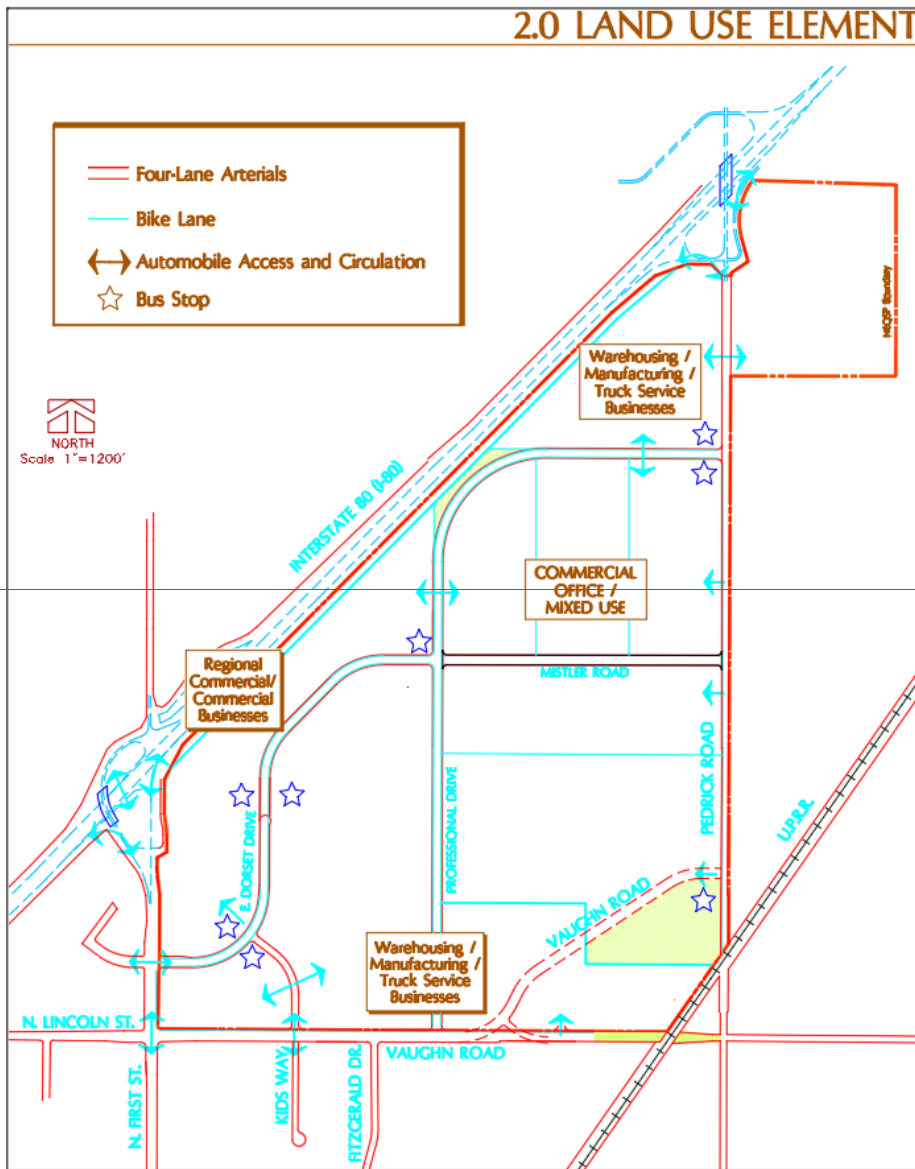 2.0 LAND USE ELEMENT
Four-Lane Arterials
Bike Lane
Automobile Access and Circulation
Bus Stop
NORTH
Scale 1"=1200'
NEQSP Boundary
Warehousing /
Manufacturing /
Truck Service
Businesses
INTERSTATE 80 (I-80)
COMMERCIAL
OFFICE /
MIXED USE
Regional
Commercial/
Commercial
Businesses
MISTLER ROAD
PEDRICK ROAD
U.P.R.R.
E. DORSET DRIVE
PROFESSIONAL DRIVE
VAUGHN ROAD
Warehousing /
Manufacturing /
Truck Service
Businesses
N. LINCOLN ST.
VAUGHN ROAD
N. FIRST ST.
KIDS WAY
FITZGERALD DR.